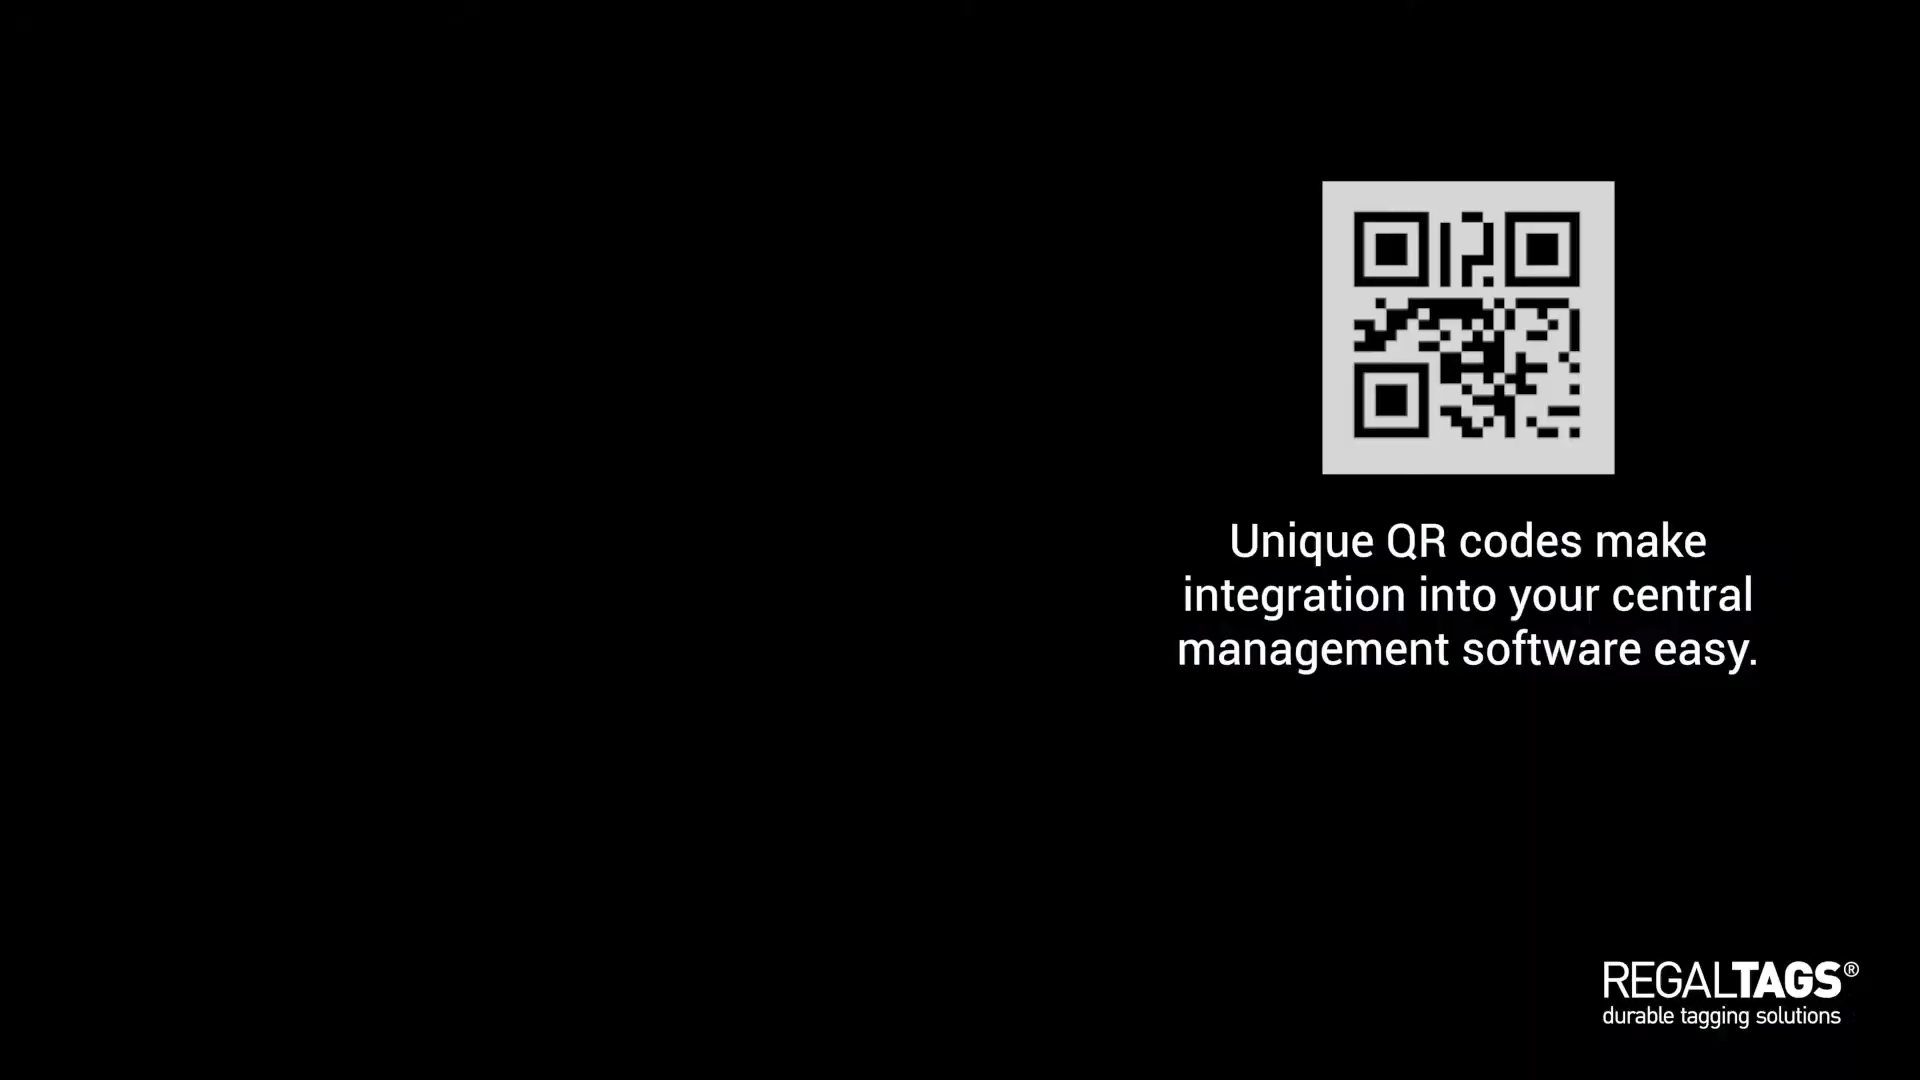 Unique QR codes make
integration into your central
management software easy.
REGALTAGS®
durable tagging solutions